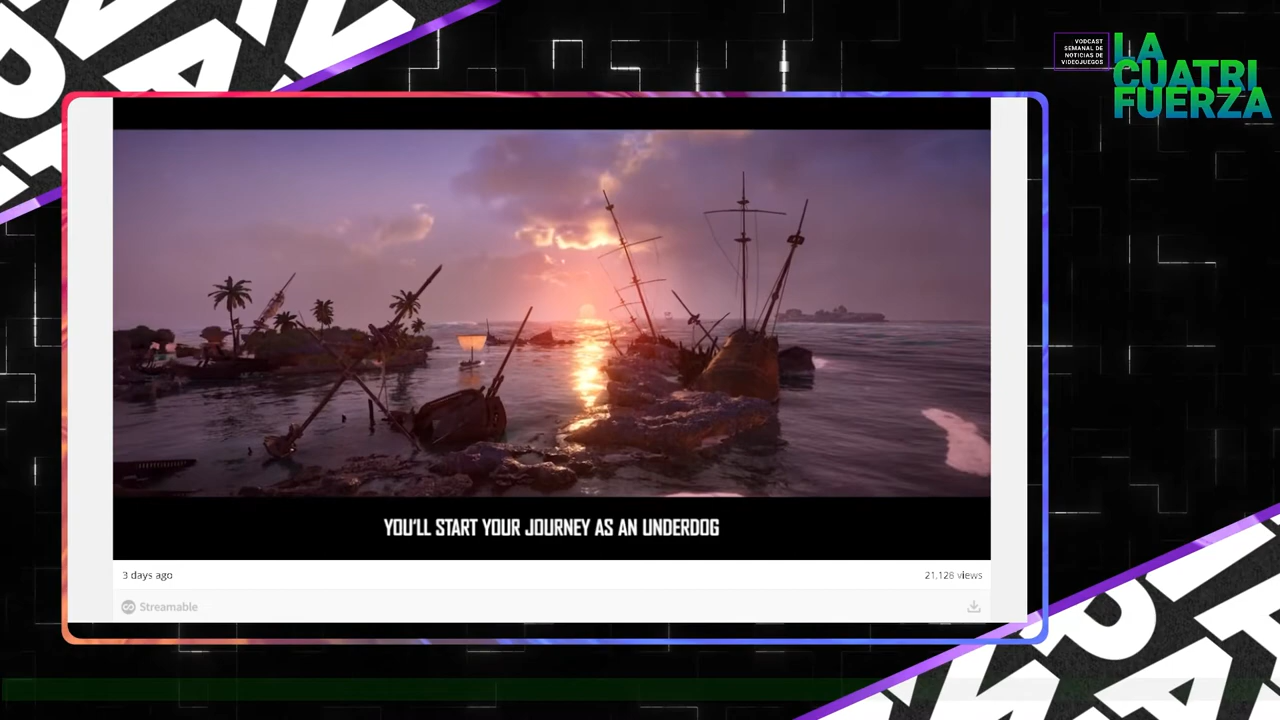 VODCAST
SEMANAL DE
NOTICIAS DE
VIDEOJUEGOS
LA
CUATRI
FUERZA
YOU'LL START YOUR JOURNEY AS AN UNDERDOG
3 days ago
21,128 views
Streamable